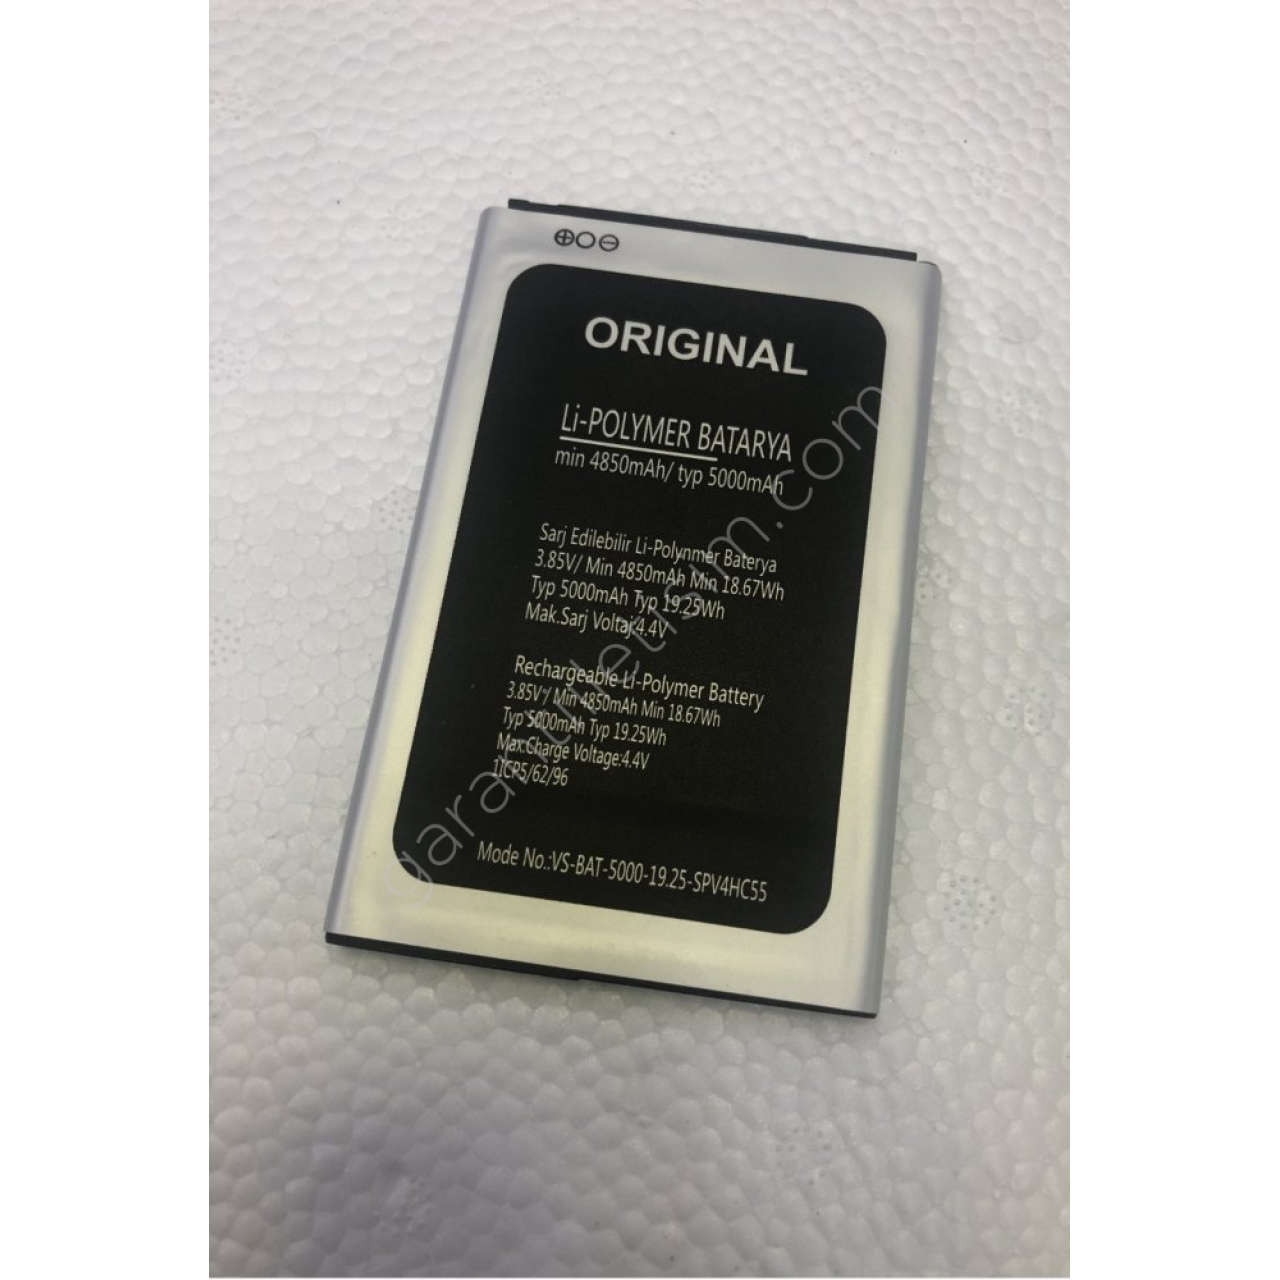 ORIGINAL
Li-POLYMER BATARYA
min 4850mAh/ typ 5000mAh
Sarj Edilebilir Li-Polynmer Baterya
3.85V/ Min 4850mAh Min 18.67Wh
Typ 5000mAh Typ 19.25Wh
Mak.Sarj Voltaj:4.4V
Rechargeable Li-Polymer Battery
3.85V/ Min 4850mAh Min 18.67Wh
Typ 5000mAh Typ 19.25Wh
Max.Charge Voltage:4.4V
1ICP5/62/96
Mode No.:VS-BAT-5000-19.25-SPV4HC55
garantiiletisim.com